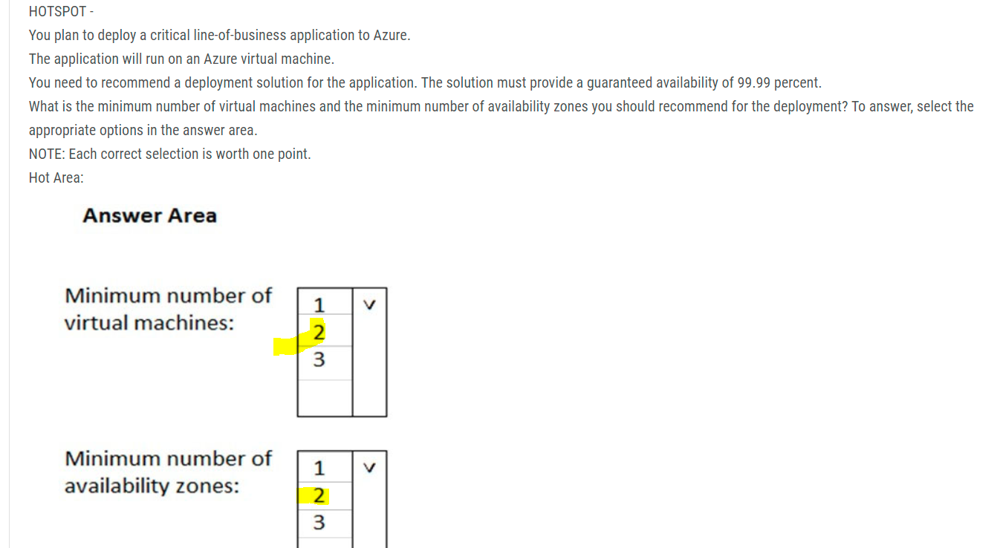 HOTSPOT -
You plan to deploy a critical line-of-business application to Azure.
The application will run on an Azure virtual machine.
You need to recommend a deployment solution for the application. The solution must provide a guaranteed availability of 99.99 percent.
What is the minimum number of virtual machines and the minimum number of availability zones you should recommend for the deployment? To answer, select the
appropriate options in the answer area.
NOTE: Each correct selection is worth one point.
Hot Area:
Answer Area
Minimum number of
virtual machines:
1
2
3
Minimum number of
availability zones:
1
2
3